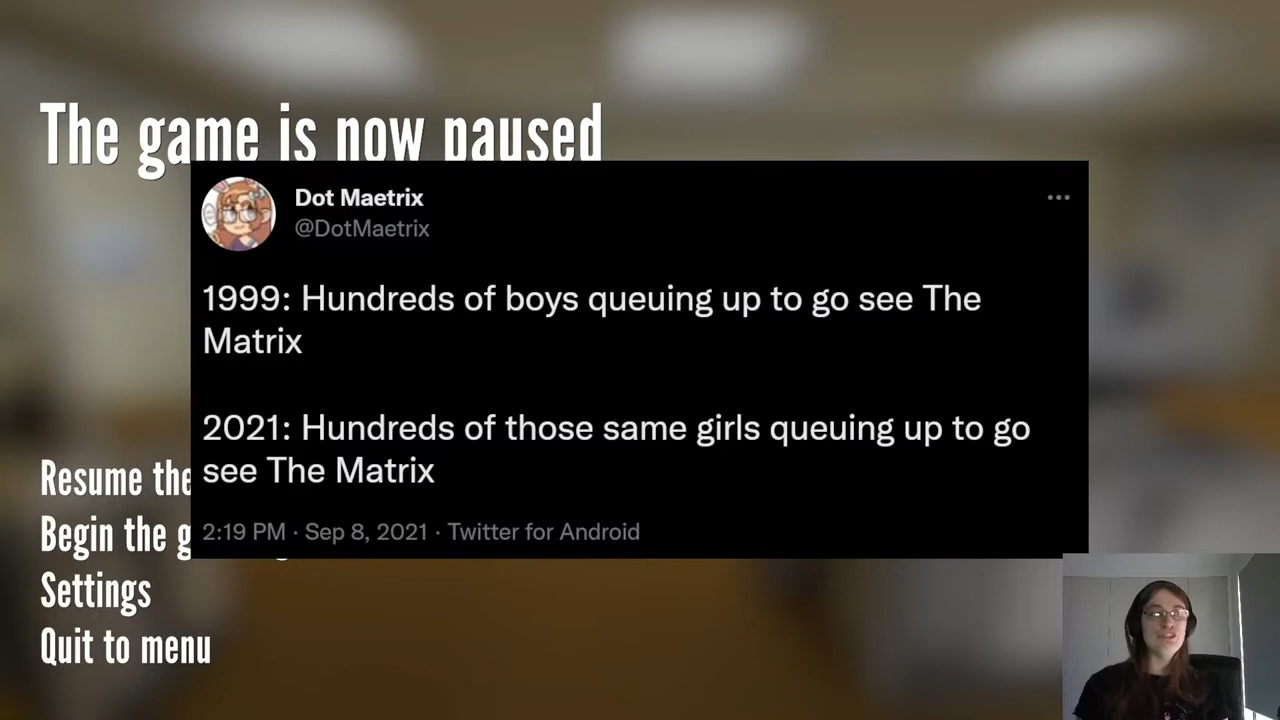 The game is now paused
Dot Maetrix
@DotMaetrix
1999: Hundreds of boys queuing up to go see The
Matrix
2021: Hundreds of those same girls queuing up to go
see The Matrix
2:19 PM · Sep 8, 2021 · Twitter for Android
Resume the
Begin the g
Settings
Quit to menu